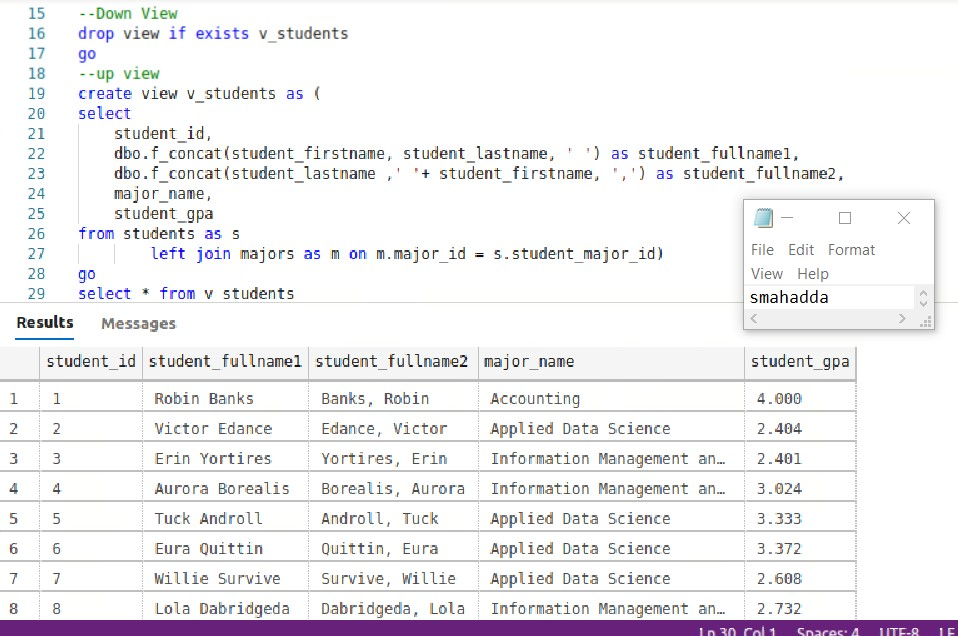 15 --Down View
16 drop view if exists v_students
17 go
18 --up view
19 create view v_students as (
20 select
21 student_id,
22 dbo.f_concat(student_firstname, student_lastname, ' ') as student_fullname1,
23 dbo.f_concat(student_lastname ,' '+ student_firstname, ',') as student_fullname2,
24 major_name,
25 student_gpa
26 from students as s
27 left join majors as m on m.major_id = s.student_major_id)
28 go
29 select * from v_students
File Edit Format
View Help
smahadda
Results Messages
student_id student_fullname1 student_fullname2 major_name student_gpa
1 1 Robin Banks Banks, Robin Accounting 4.000
2 2 Victor Edance Edance, Victor Applied Data Science 2.404
3 3 Erin Yortires Yortires, Erin Information Management an… 2.401
4 4 Aurora Borealis Borealis, Aurora Information Management an… 3.024
5 5 Tuck Androll Androll, Tuck Applied Data Science 3.333
6 6 Eura Quittin Quittin, Eura Applied Data Science 3.372
7 7 Willie Survive Survive, Willie Applied Data Science 2.608
8 8 Lola Dabridgeda Dabridgeda, Lola Information Management an… 2.732
Ln 30, Col 1 Spaces: 4 UTF-8 LF